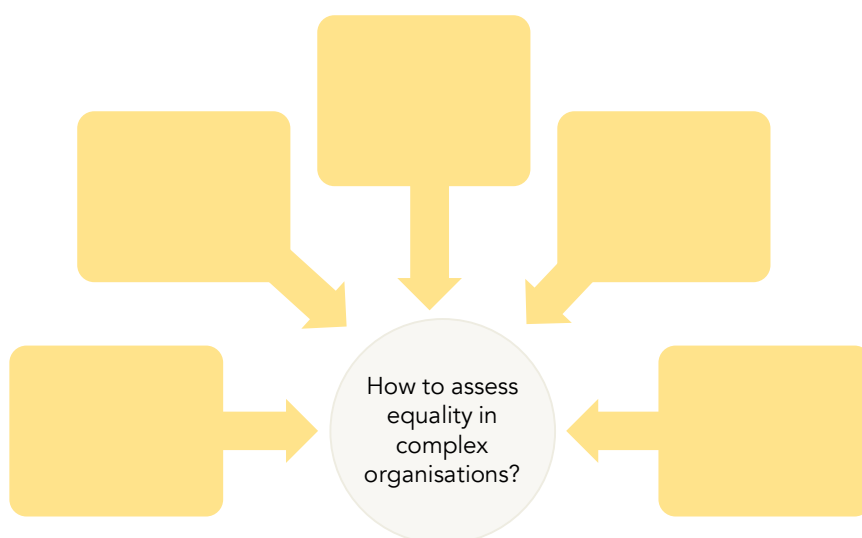 How to assess
equality in
complex
organisations?